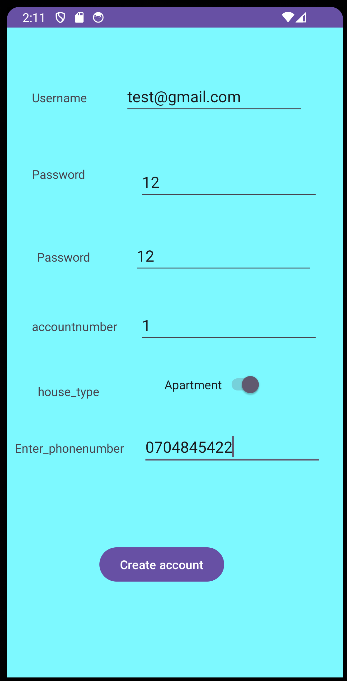 2:11
Username test@gmail.com
Password 12
Password 12
accountnumber 1
house_type Apartment
Enter_phonenumber 0704845422
Create account